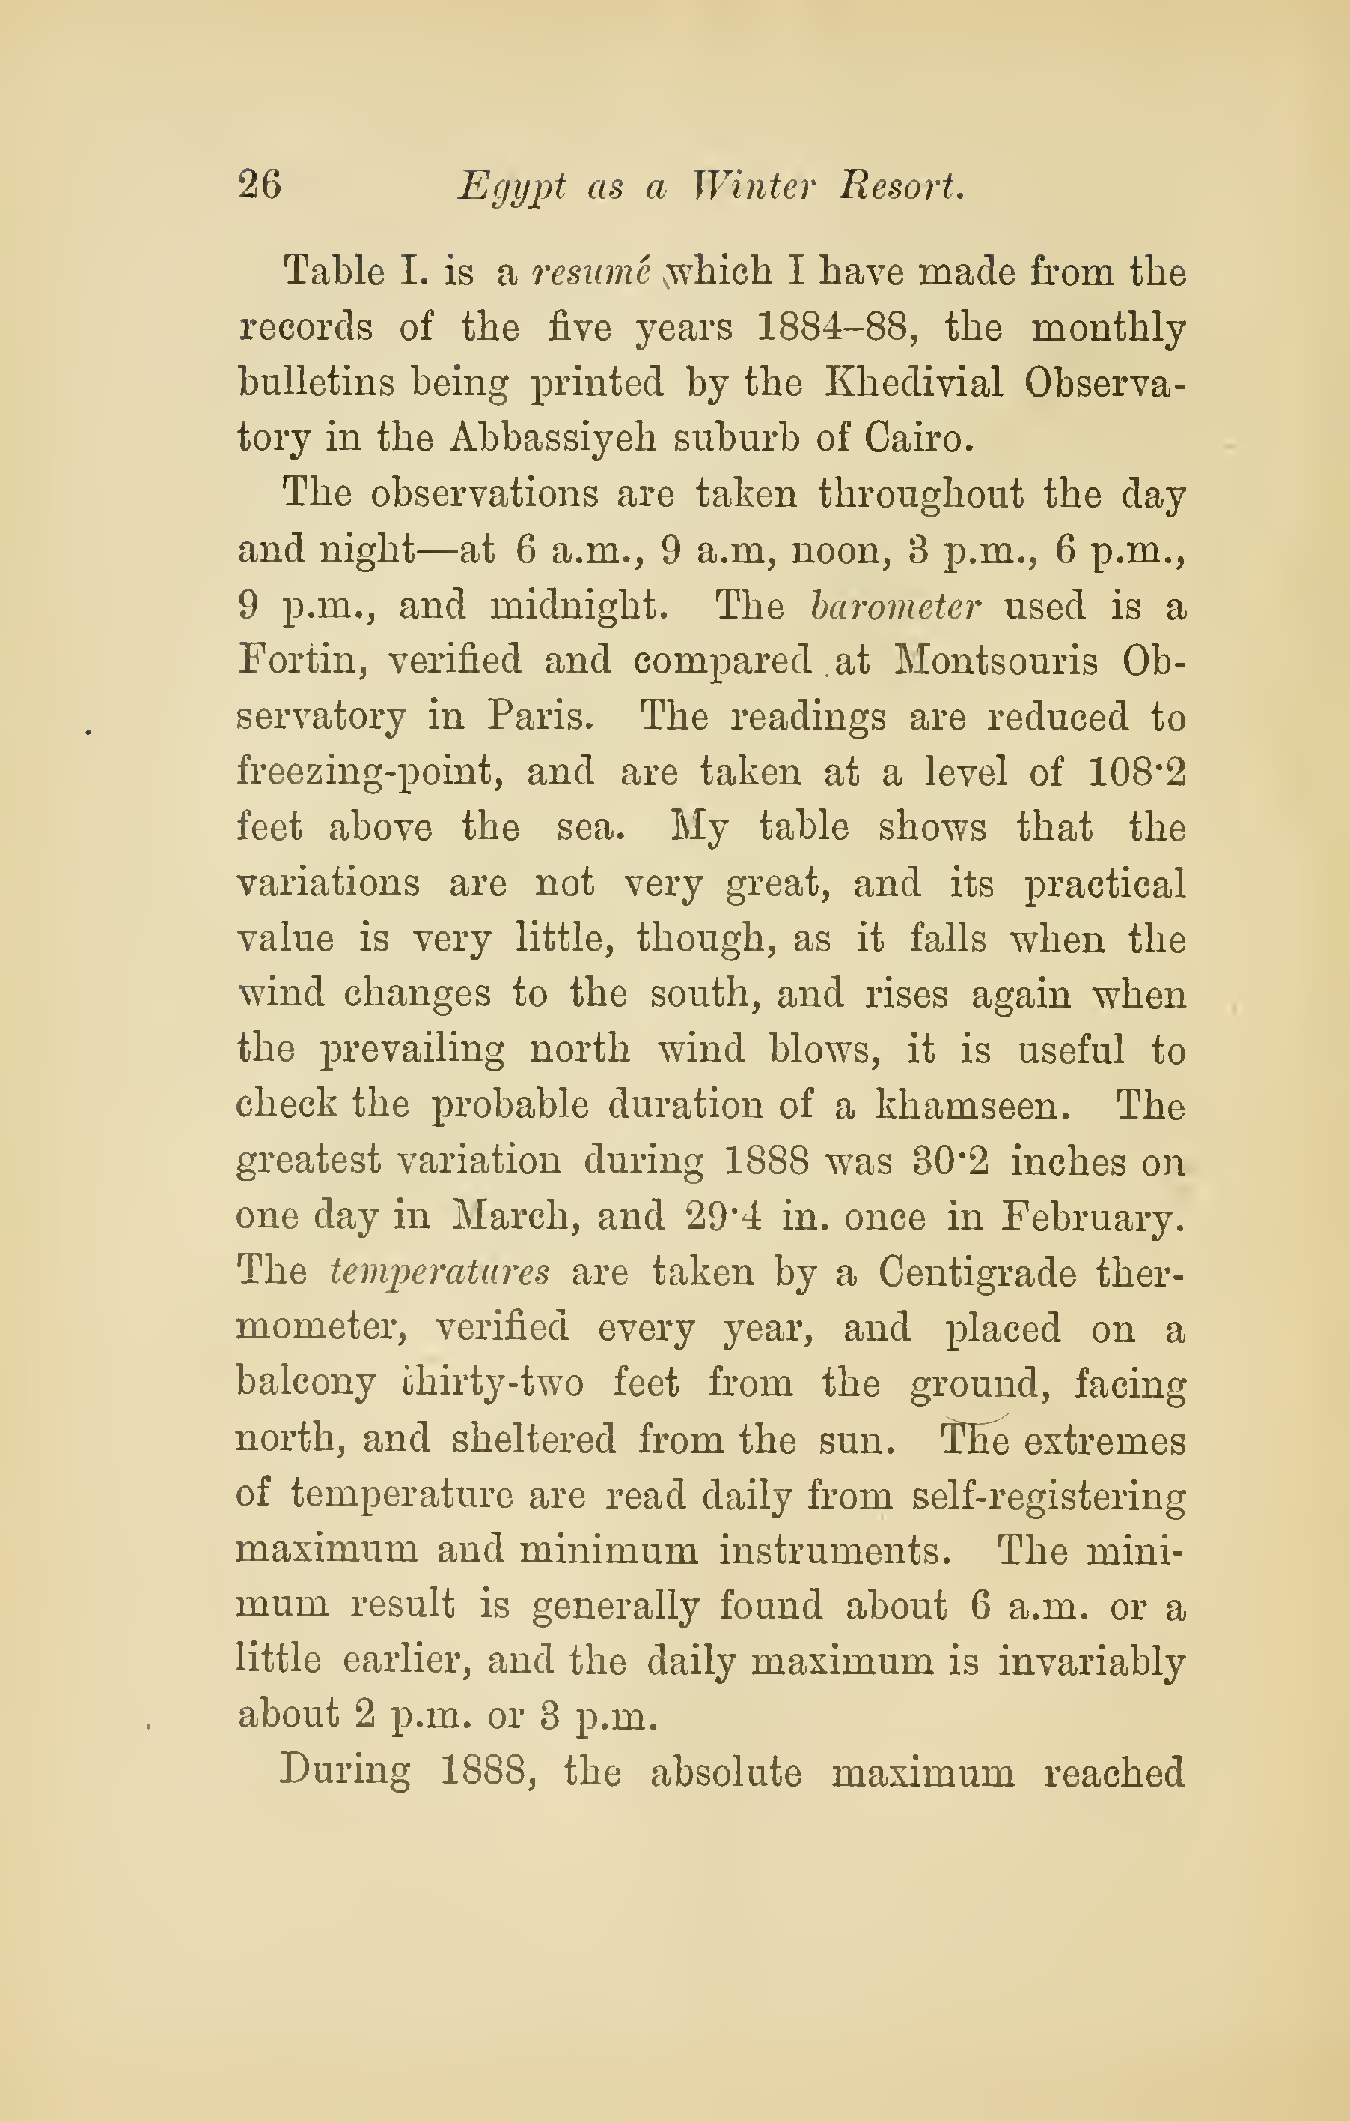 26 Egypt as a Winter Resort.
Table I. is a resumé which I have made from the
records of the five years 1884–88, the monthly
bulletins being printed by the Khedivial Observa-
tory in the Abbassiyeh suburb of Cairo.
The observations are taken throughout the day
and night—at 6 a.m., 9 a.m, noon, 3 p.m., 6 p.m.,
9 p.m., and midnight. The barometer used is a
Fortin, verified and compared at Montsouris Ob-
servatory in Paris. The readings are reduced to
freezing-point, and are taken at a level of 108·2
feet above the sea. My table shows that the
variations are not very great, and its practical
value is very little, though, as it falls when the
wind changes to the south, and rises again when
the prevailing north wind blows, it is useful to
check the probable duration of a khamseen. The
greatest variation during 1888 was 30·2 inches on
one day in March, and 29·4 in. once in February.
The temperatures are taken by a Centigrade ther-
mometer, verified every year, and placed on a
balcony thirty-two feet from the ground, facing
north, and sheltered from the sun. The extremes
of temperature are read daily from self-registering
maximum and minimum instruments. The mini-
mum result is generally found about 6 a.m. or a
little earlier, and the daily maximum is invariably
about 2 p.m. or 3 p.m.
During 1888, the absolute maximum reached